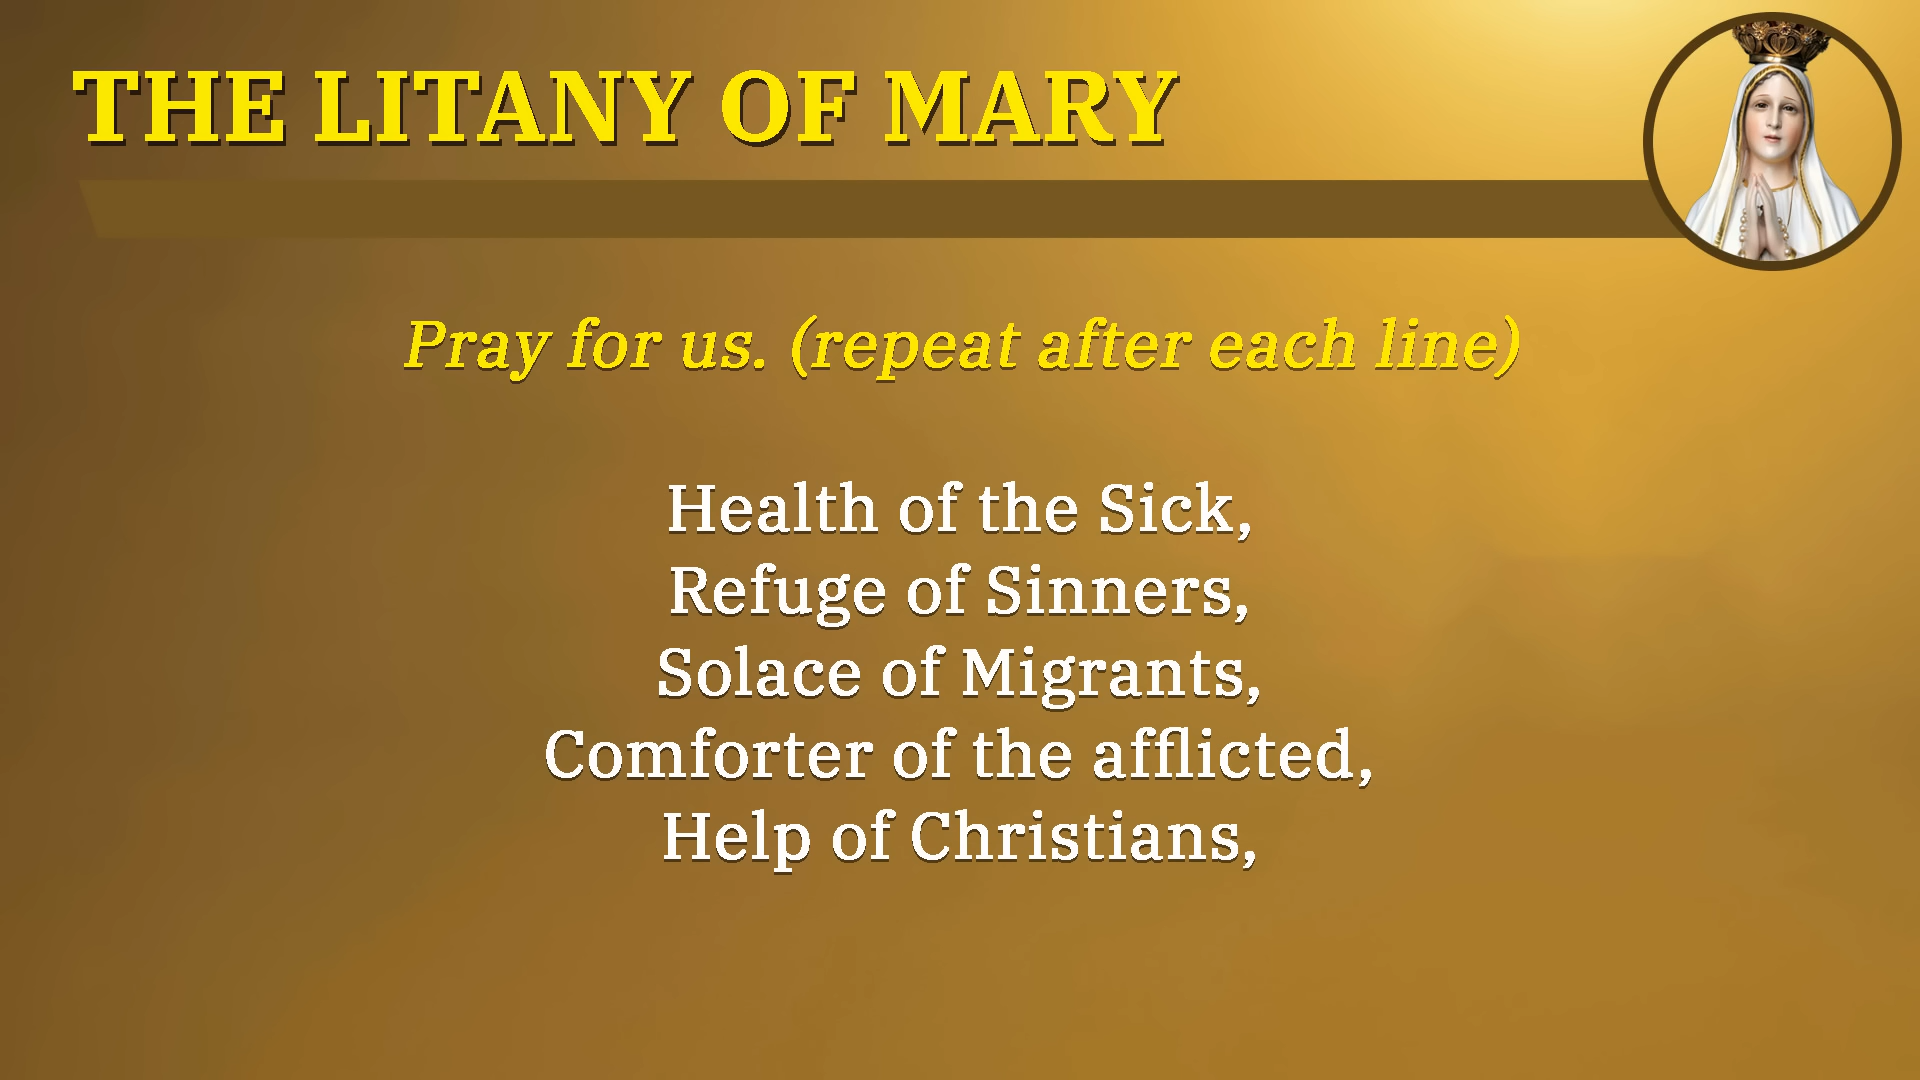 THE LITANY OF MARY
Pray for us. (repeat after each line)
Health of the Sick,
Refuge of Sinners,
Solace of Migrants,
Comforter of the afflicted,
Help of Christians,